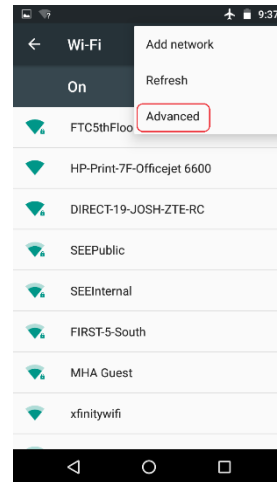 9:37
Wi-Fi
Add network
On
Refresh
Advanced
FTC5thFloo
HP-Print-7F-Officejet 6600
DIRECT-19-JOSH-ZTE-RC
SEEPublic
SEEInternal
FIRST-5-South
MHA Guest
xfinitywifi